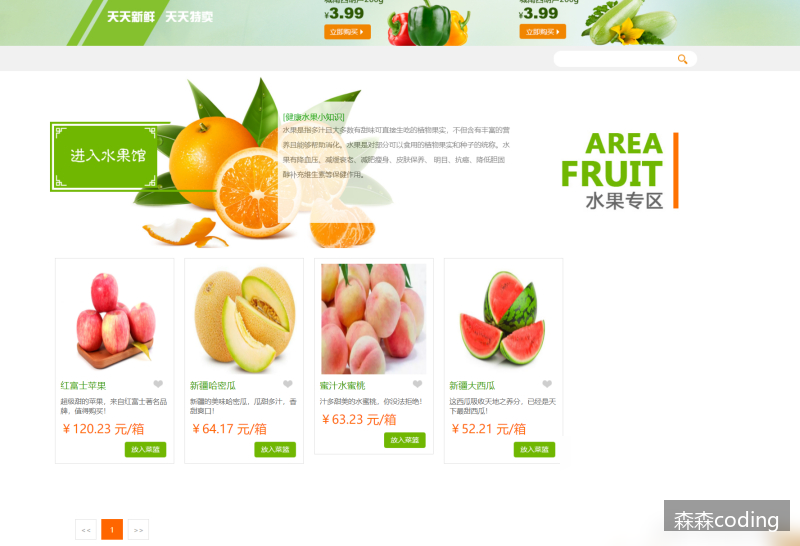 天天新鲜 天天特卖
¥3.99
立即购买
¥3.99
立即购买
进入水果馆
[健康水果小知识]
水果是指多汁且大多数有甜味可直接生吃的植物果实，不但含有丰富的营
养且能够帮助消化。水果是对部分可以食用的植物果实和种子的统称。水
果有降血压、减缓衰老、减肥瘦身、皮肤保养、 明目、抗癌、降低胆固
醇补充维生素等保健作用。
AREA
FRUIT
水果专区
红富士苹果
超级甜的苹果，来自红富士著名品
牌，值得购买！
￥120.23 元/箱
放入菜篮
新疆哈密瓜
新疆的美味哈密瓜，瓜甜多汁，香
甜爽口！
￥64.17 元/箱
放入菜篮
蜜汁水蜜桃
汁多甜美的水蜜桃，你没法拒绝！
￥63.23 元/箱
放入菜篮
新疆大西瓜
这西瓜吸收天地之养分，已经是天
下最甜西瓜！
￥52.21 元/箱
放入菜篮
<< 1 >>
森森coding